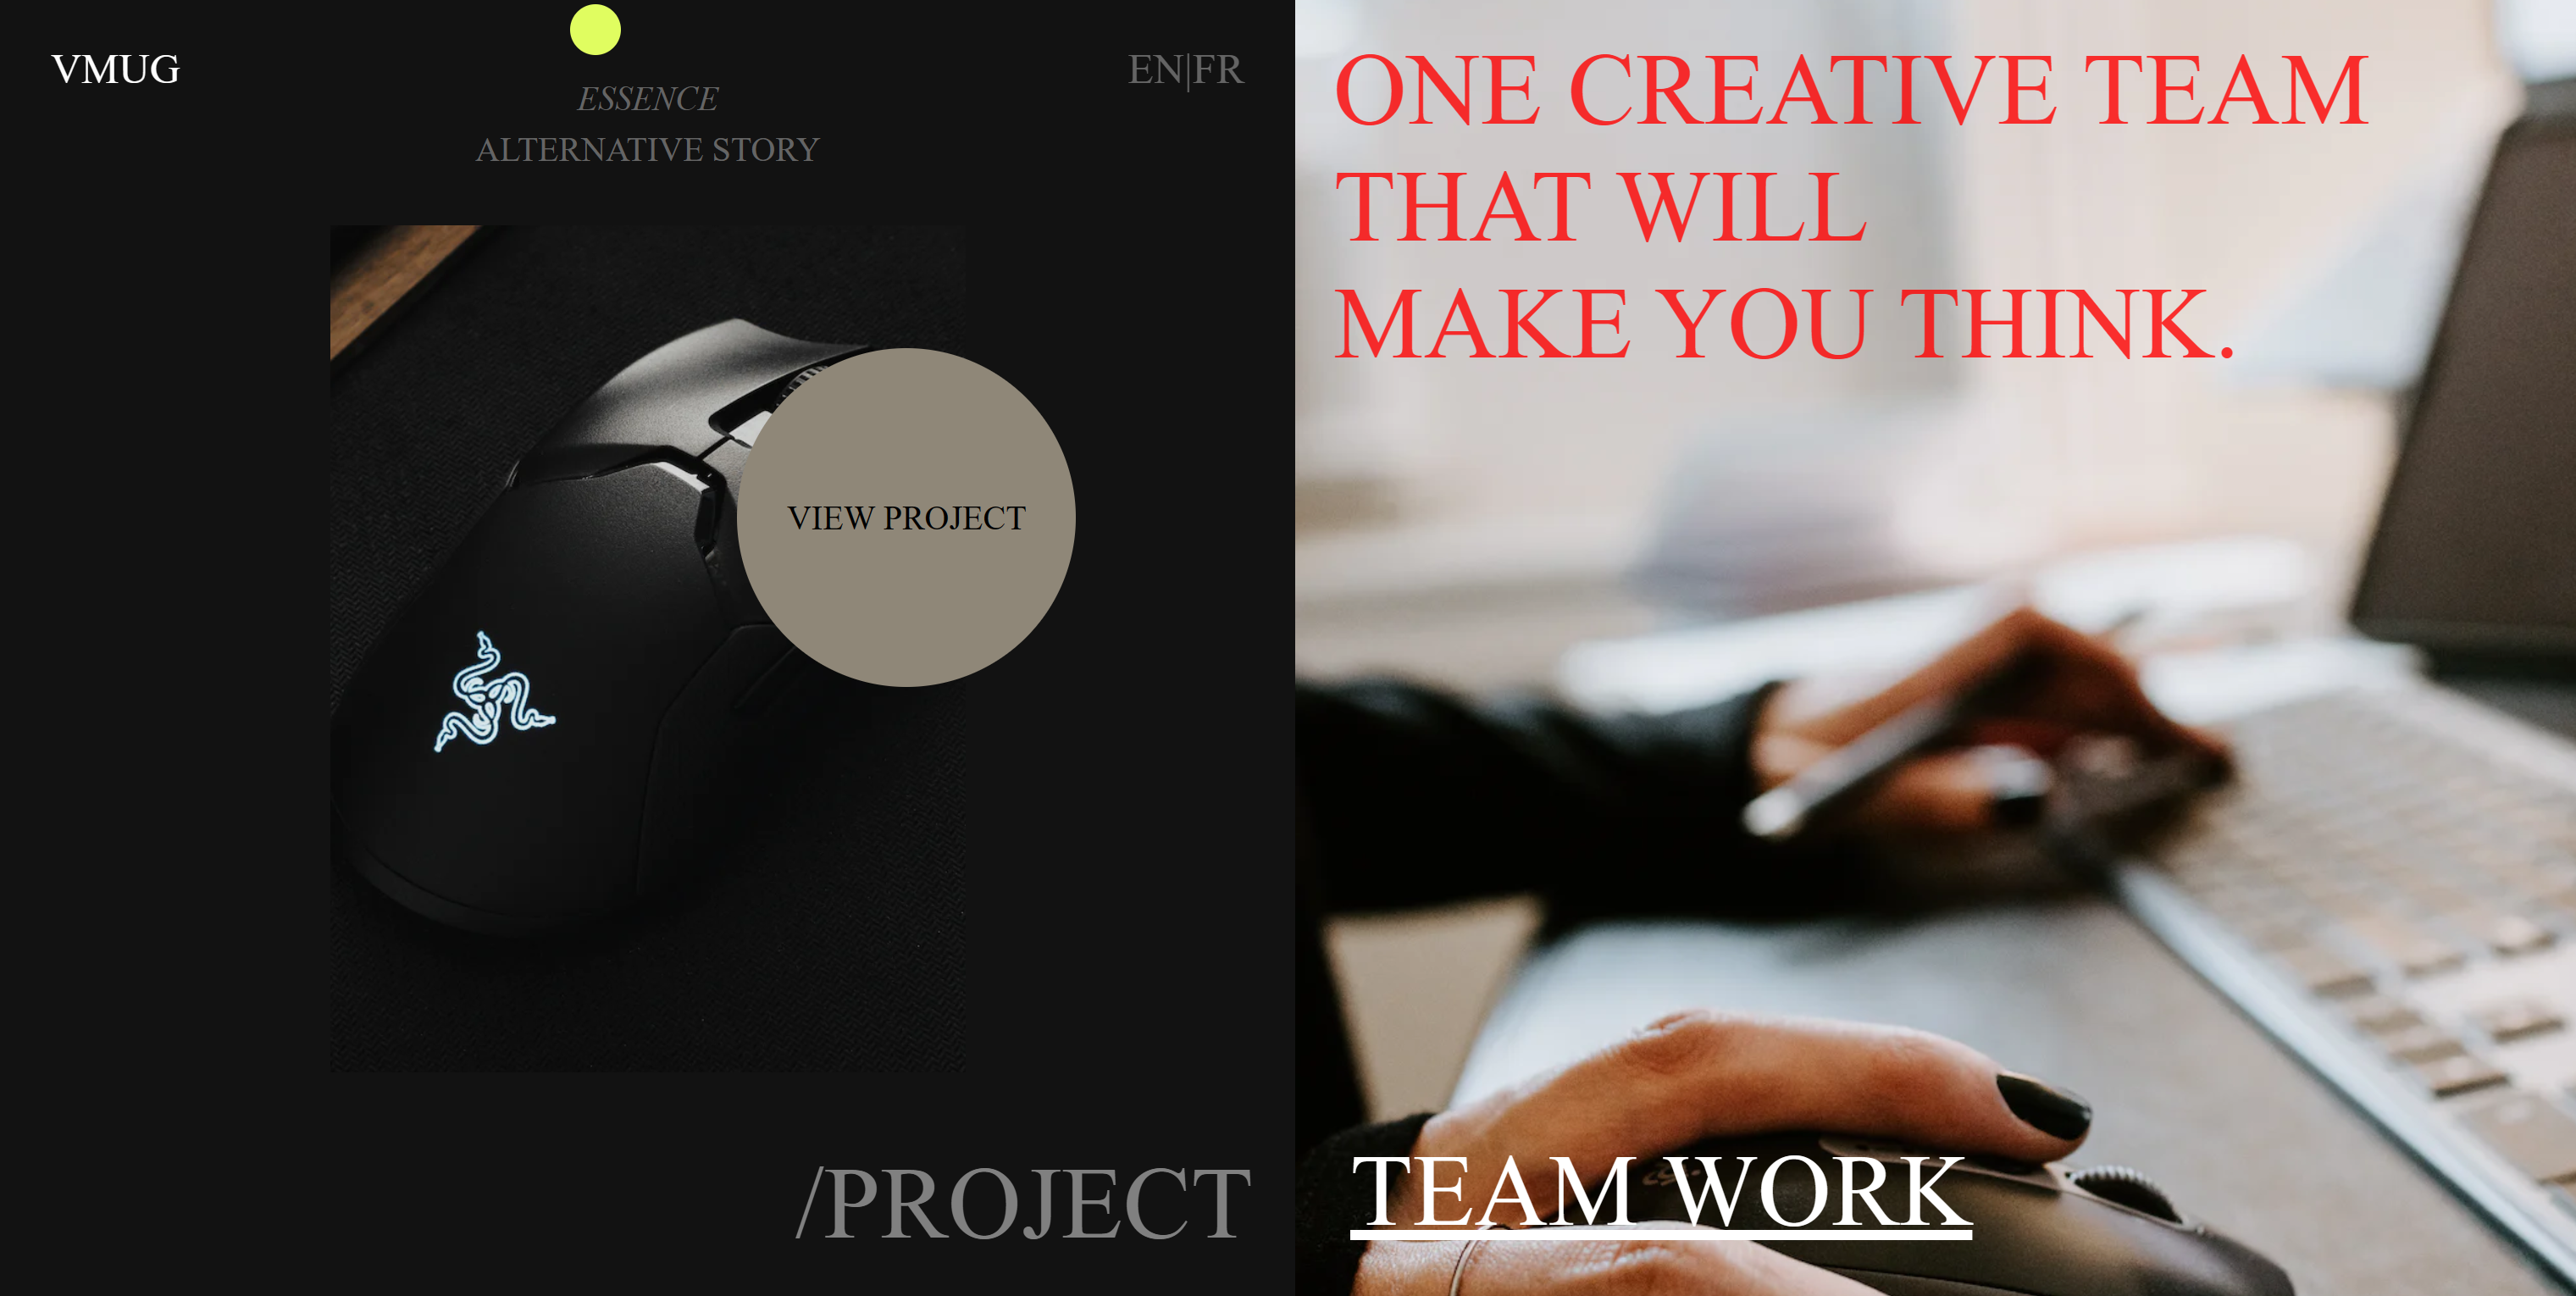 VMUG
EN|FR
ESSENCE
ALTERNATIVE STORY
VIEW PROJECT
/PROJECT
ONE CREATIVE TEAM
THAT WILL
MAKE YOU THINK.
TEAM WORK